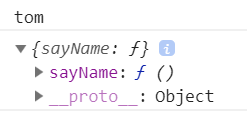 tom
▼ {sayName: ƒ} i
▶ sayName: ƒ ()
▶ __proto__: Object